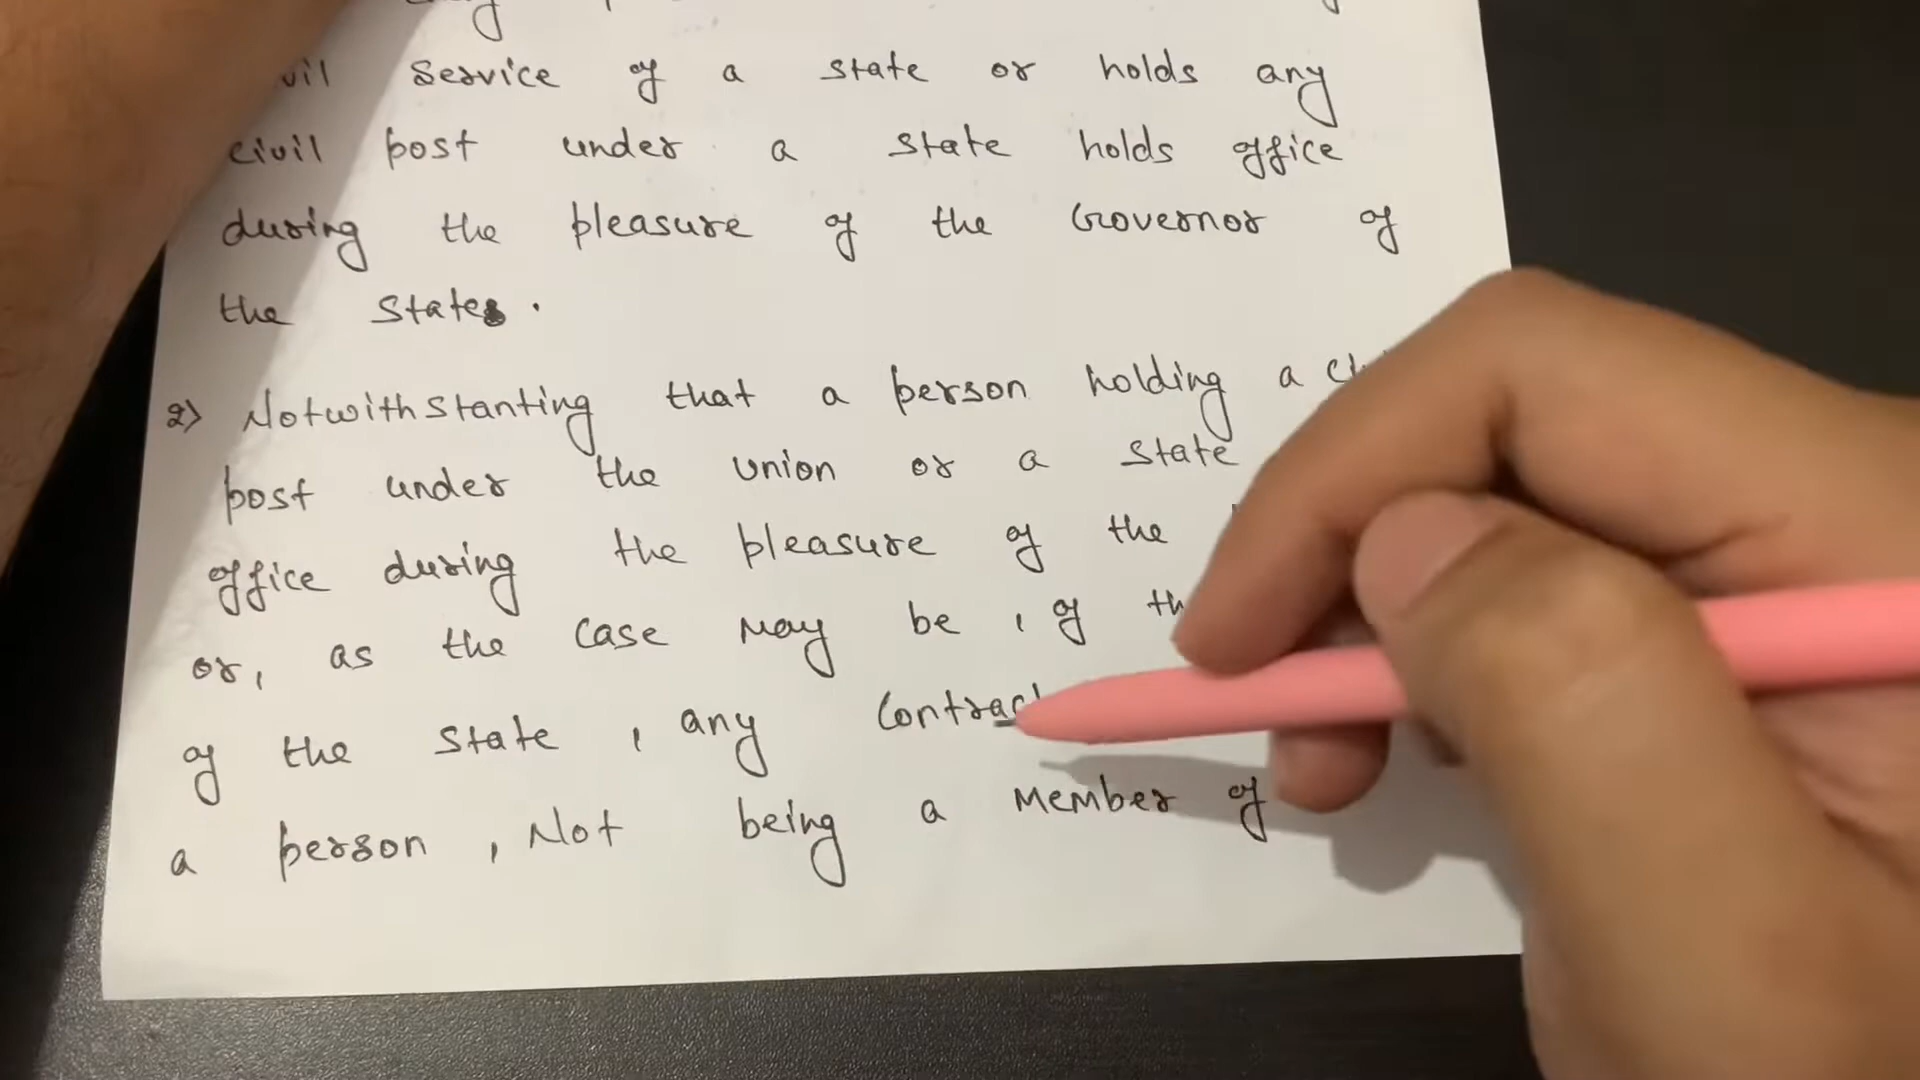 service of a state or holds any
civil post under a state holds office
during the pleasure of the Governor of
the State.
2) Notwithstanting that a person holding a
post under the union or a state
office during the pleasure of the
or, as the case may be, of
of the state, any
a person, Not being a Member of